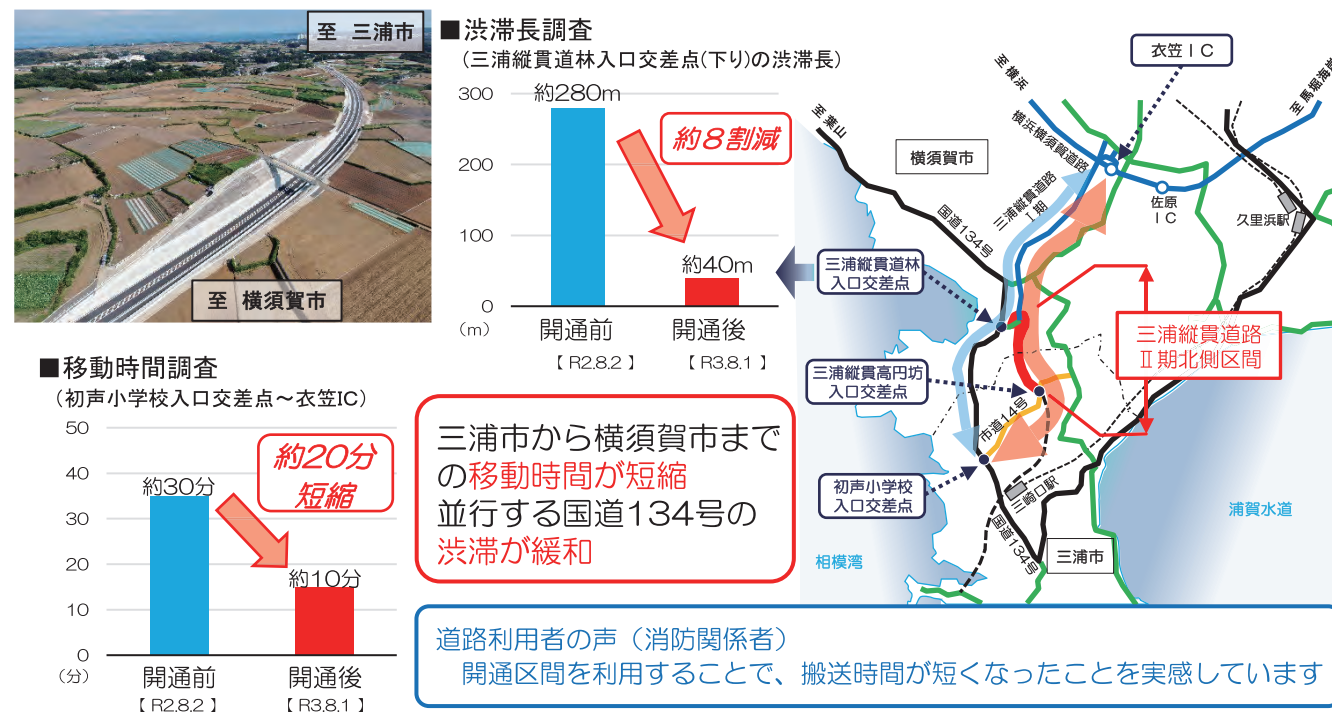 至 三浦市
至 横須賀市
■渋滞長調査
(三浦縦貫道林入口交差点(下り)の渋滞長)
300
200
100
0
(m)
約280m
約8割減
約40m
開通前
開通後
【 R2.8.2 】
【 R3.8.1 】
■移動時間調査
(初声小学校入口交差点～衣笠IC)
50
40
30
20
10
0
(分)
約30分
約20分
短縮
約10分
開通前
開通後
【 R2.8.2 】
【 R3.8.1 】
三浦市から横須賀市まで
の移動時間が短縮
並行する国道134号の
渋滞が緩和
衣笠IC
至 横浜
至 馬堀海岸
至 葉山
横浜横須賀道路
横須賀市
三浦縦貫道路
Ⅰ期
国道134号
佐原
IC
久里浜駅
三浦縦貫道林
入口交差点
三浦縦貫道路
Ⅱ期北側区間
三浦縦貫高円坊
入口交差点
市道14号
初声小学校
入口交差点
三崎口駅
国道134号
三浦市
相模湾
浦賀水道
道路利用者の声（消防関係者）
開通区間を利用することで、搬送時間が短くなったことを実感しています